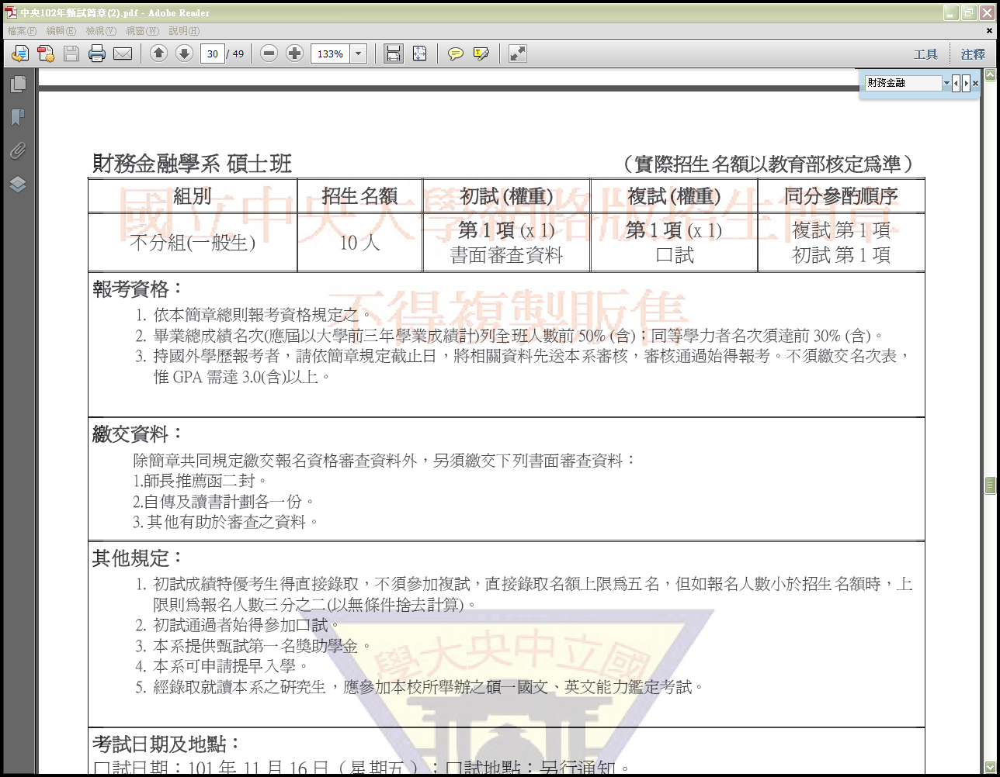 中央102年甄試簡章(2).pdf - Adobe Reader
檔案(F) 編輯(E) 檢視(V) 視窗(W) 說明(H)
30 / 49 133% 工具 注釋
財務金融
財務金融學系 碩士班 （實際招生名額以教育部核定為準）
國立中央大學網路版招生簡章
組別 招生名額 初試(權重) 複試(權重) 同分參酌順序
不分組(一般生) 10 人 第 1 項 (x 1) 第 1 項 (x 1) 複試 第 1 項
書面審查資料 口試 初試 第 1 項
不得複製販售
報考資格：
1. 依本簡章總則報考資格規定之。
2. 畢業總成績名次(應屆以大學前三年學業成績計)列全班人數前 50% (含)；同等學力者名次須達前 30% (含)。
3. 持國外學歷報考者，請依簡章規定截止日，將相關資料先送本系審核，審核通過始得報考。不須繳交名次表，
惟 GPA 需達 3.0(含)以上。
繳交資料：
除簡章共同規定繳交報名資格審查資料外，另須繳交下列書面審查資料：
1.師長推薦函二封。
2.自傳及讀書計劃各一份。
3. 其他有助於審查之資料。
其他規定：
1. 初試成績特優考生得直接錄取，不須參加複試，直接錄取名額上限為五名，但如報名人數小於招生名額時，上
限則為報名人數三分之二(以無條件捨去計算)。
2. 初試通過者始得參加口試。
3. 本系提供甄試第一名獎助學金。
4. 本系可申請提早入學。
5. 經錄取就讀本系之研究生，應參加本校所舉辦之碩一國文、英文能力鑑定考試。
學大央中立國
考試日期及地點：
口試日期：101 年 11 月 16 日（星期五）；口試地點：另行通知。